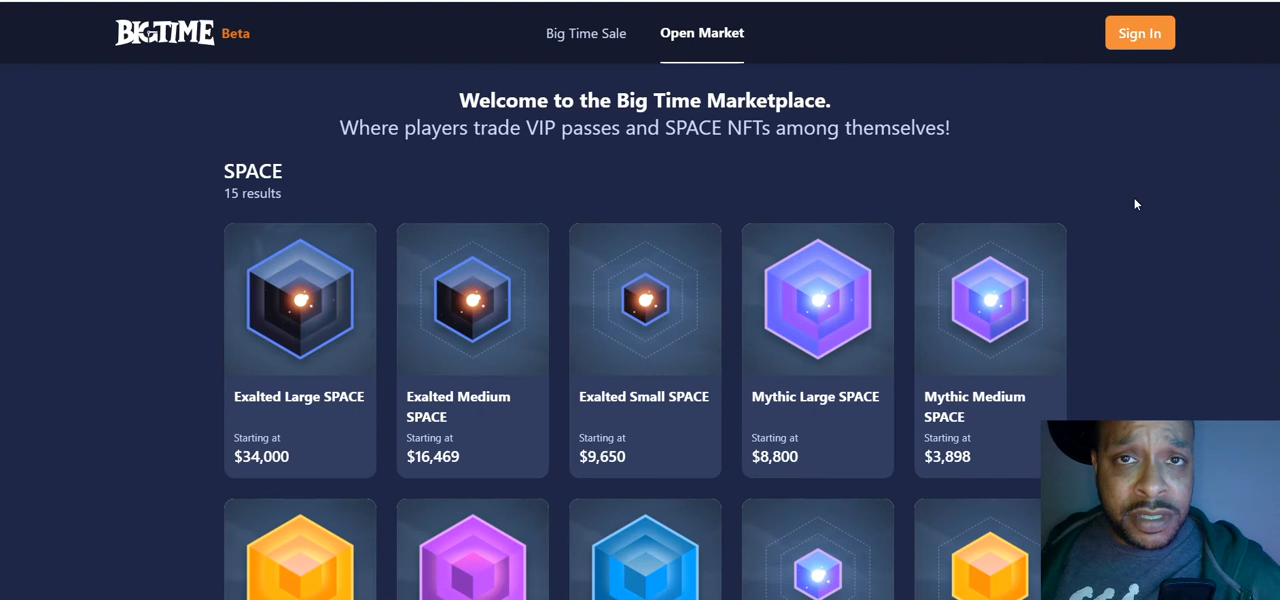 BIGTIME Beta
Big Time Sale
Open Market
Sign In
Welcome to the Big Time Marketplace.
Where players trade VIP passes and SPACE NFTs among themselves!
SPACE
15 results
Exalted Large SPACE
Starting at
$34,000
Exalted Medium
SPACE
Starting at
$16,469
Exalted Small SPACE
Starting at
$9,650
Mythic Large SPACE
Starting at
$8,800
Mythic Medium
SPACE
Starting at
$3,898